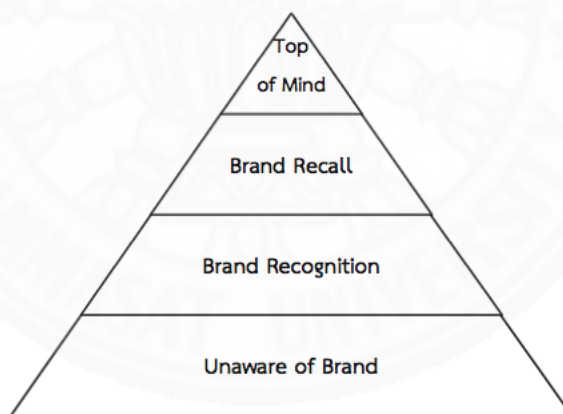 Top
of Mind
Brand Recall
Brand Recognition
Unaware of Brand